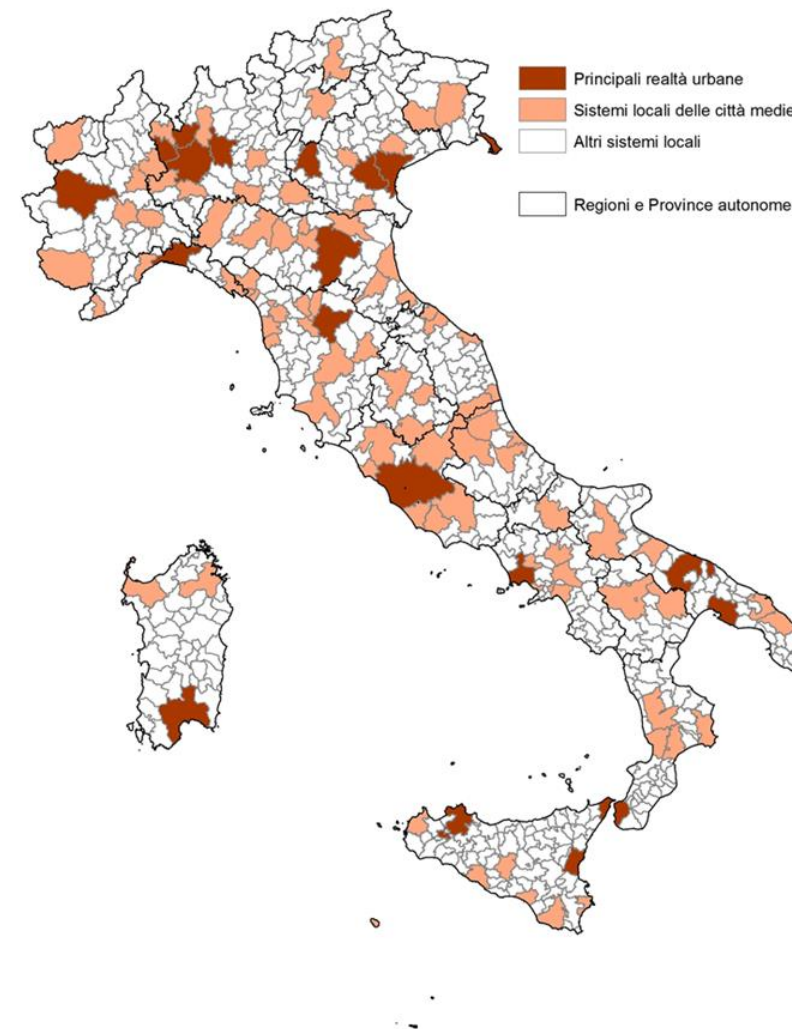 Principali realtà urbane
Sistemi locali delle città medie
Altri sistemi locali
Regioni e Province autonome